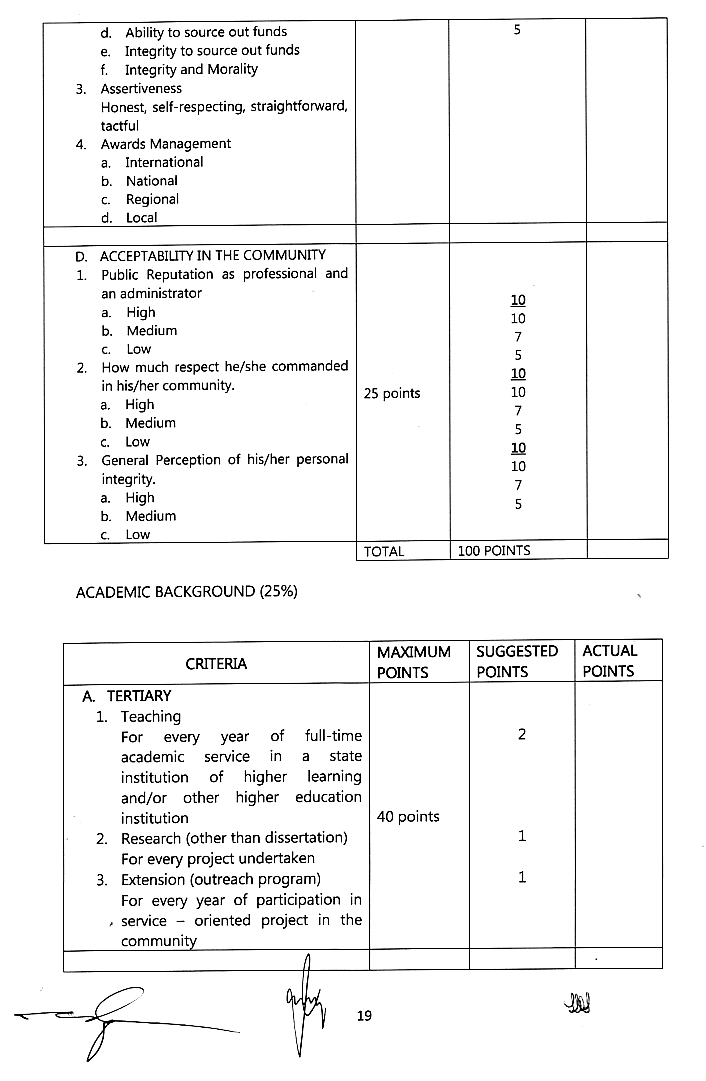 d. Ability to source out funds
5
e. Integrity to source out funds
f. Integrity and Morality
3. Assertiveness
Honest, self-respecting, straightforward,
tactful
4. Awards Management
a. International
b. National
c. Regional
d. Local
D. ACCEPTABILITY IN THE COMMUNITY
1. Public Reputation as professional and
an administrator
a. High
b. Medium
c. Low
2. How much respect he/she commanded
in his/her community.
a. High
b. Medium
c. Low
3. General Perception of his/her personal
integrity.
a. High
b. Medium
c. Low
25 points
10
10
7
5
10
10
7
5
10
10
7
5
TOTAL 100 POINTS
ACADEMIC BACKGROUND (25%)
CRITERIA
MAXIMUM
POINTS
SUGGESTED
POINTS
ACTUAL
POINTS
A. TERTIARY
1. Teaching
For every year of full-time
academic service in a state
institution of higher learning
and/or other higher education
institution
2. Research (other than dissertation)
For every project undertaken
3. Extension (outreach program)
For every year of participation in
service – oriented project in the
community
40 points
2
1
1
19